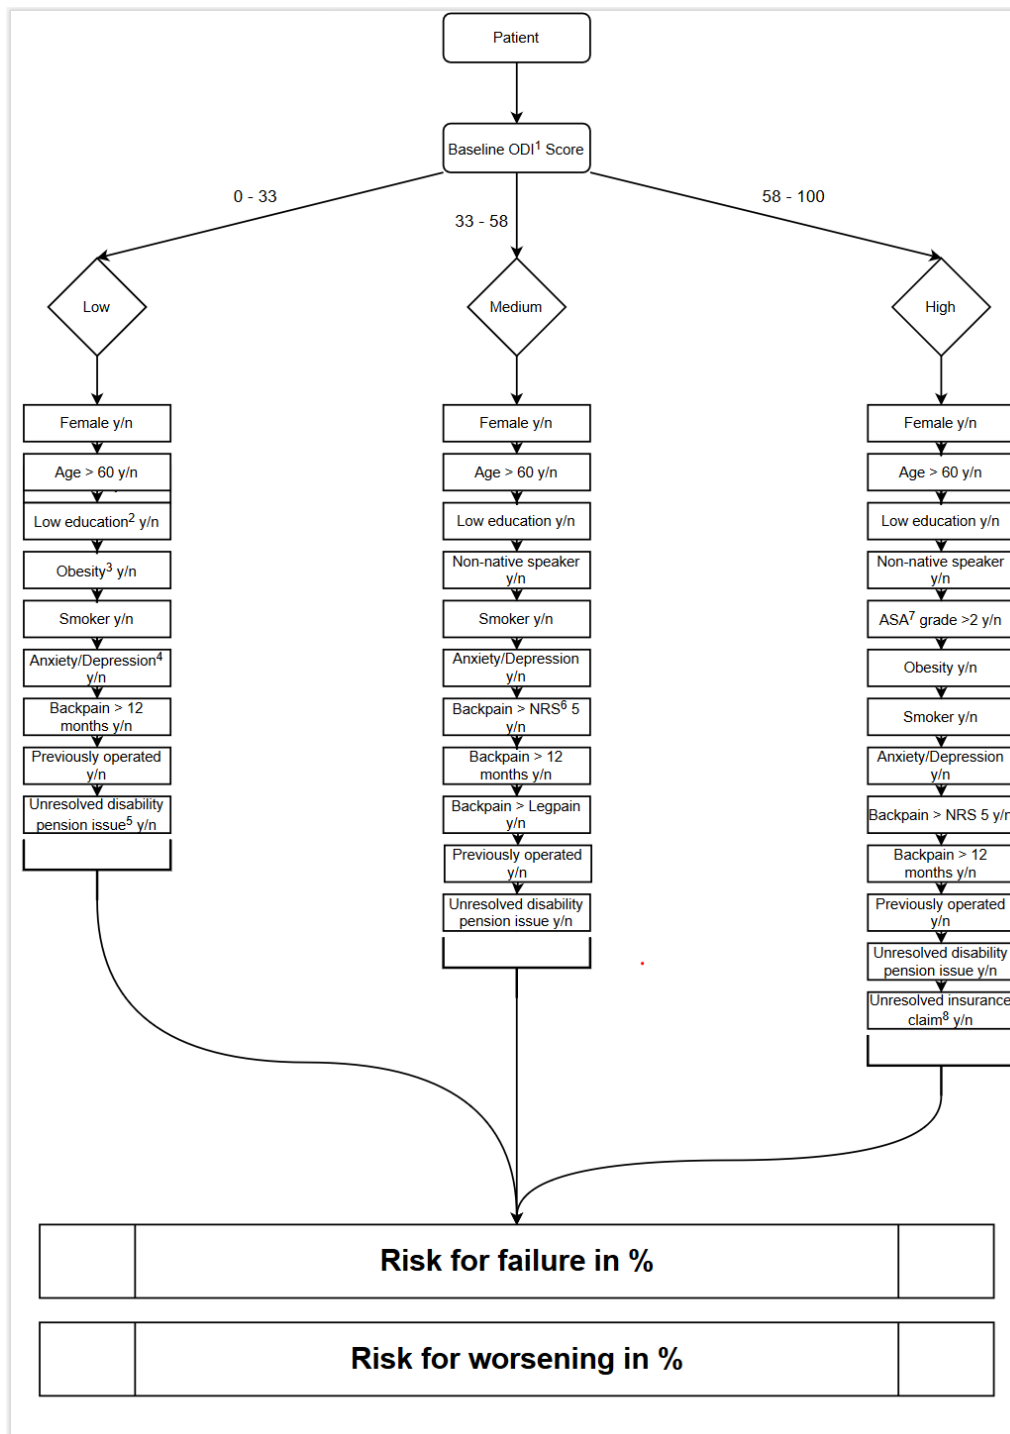 Patient
Baseline ODI¹ Score
0 - 33
33 - 58
58 - 100
Low
Medium
High
Female y/n
Age > 60 y/n
Low education² y/n
Obesity³ y/n
Smoker y/n
Anxiety/Depression⁴
y/n
Backpain > 12
months y/n
Previously operated
y/n
Unresolved disability
pension issue⁵ y/n
Female y/n
Age > 60 y/n
Low education y/n
Non-native speaker
y/n
Smoker y/n
Anxiety/Depression
y/n
Backpain > NRS⁶ 5
y/n
Backpain > 12
months y/n
Backpain > Legpain
y/n
Previously operated
y/n
Unresolved disability
pension issue y/n
Female y/n
Age > 60 y/n
Low education y/n
Non-native speaker
y/n
ASA⁷ grade >2 y/n
Obesity y/n
Smoker y/n
Anxiety/Depression
y/n
Backpain > NRS 5 y/n
Backpain > 12
months y/n
Previously operated
y/n
Unresolved disability
pension issue y/n
Unresolved insurance
claim⁸ y/n
Risk for failure in %
Risk for worsening in %